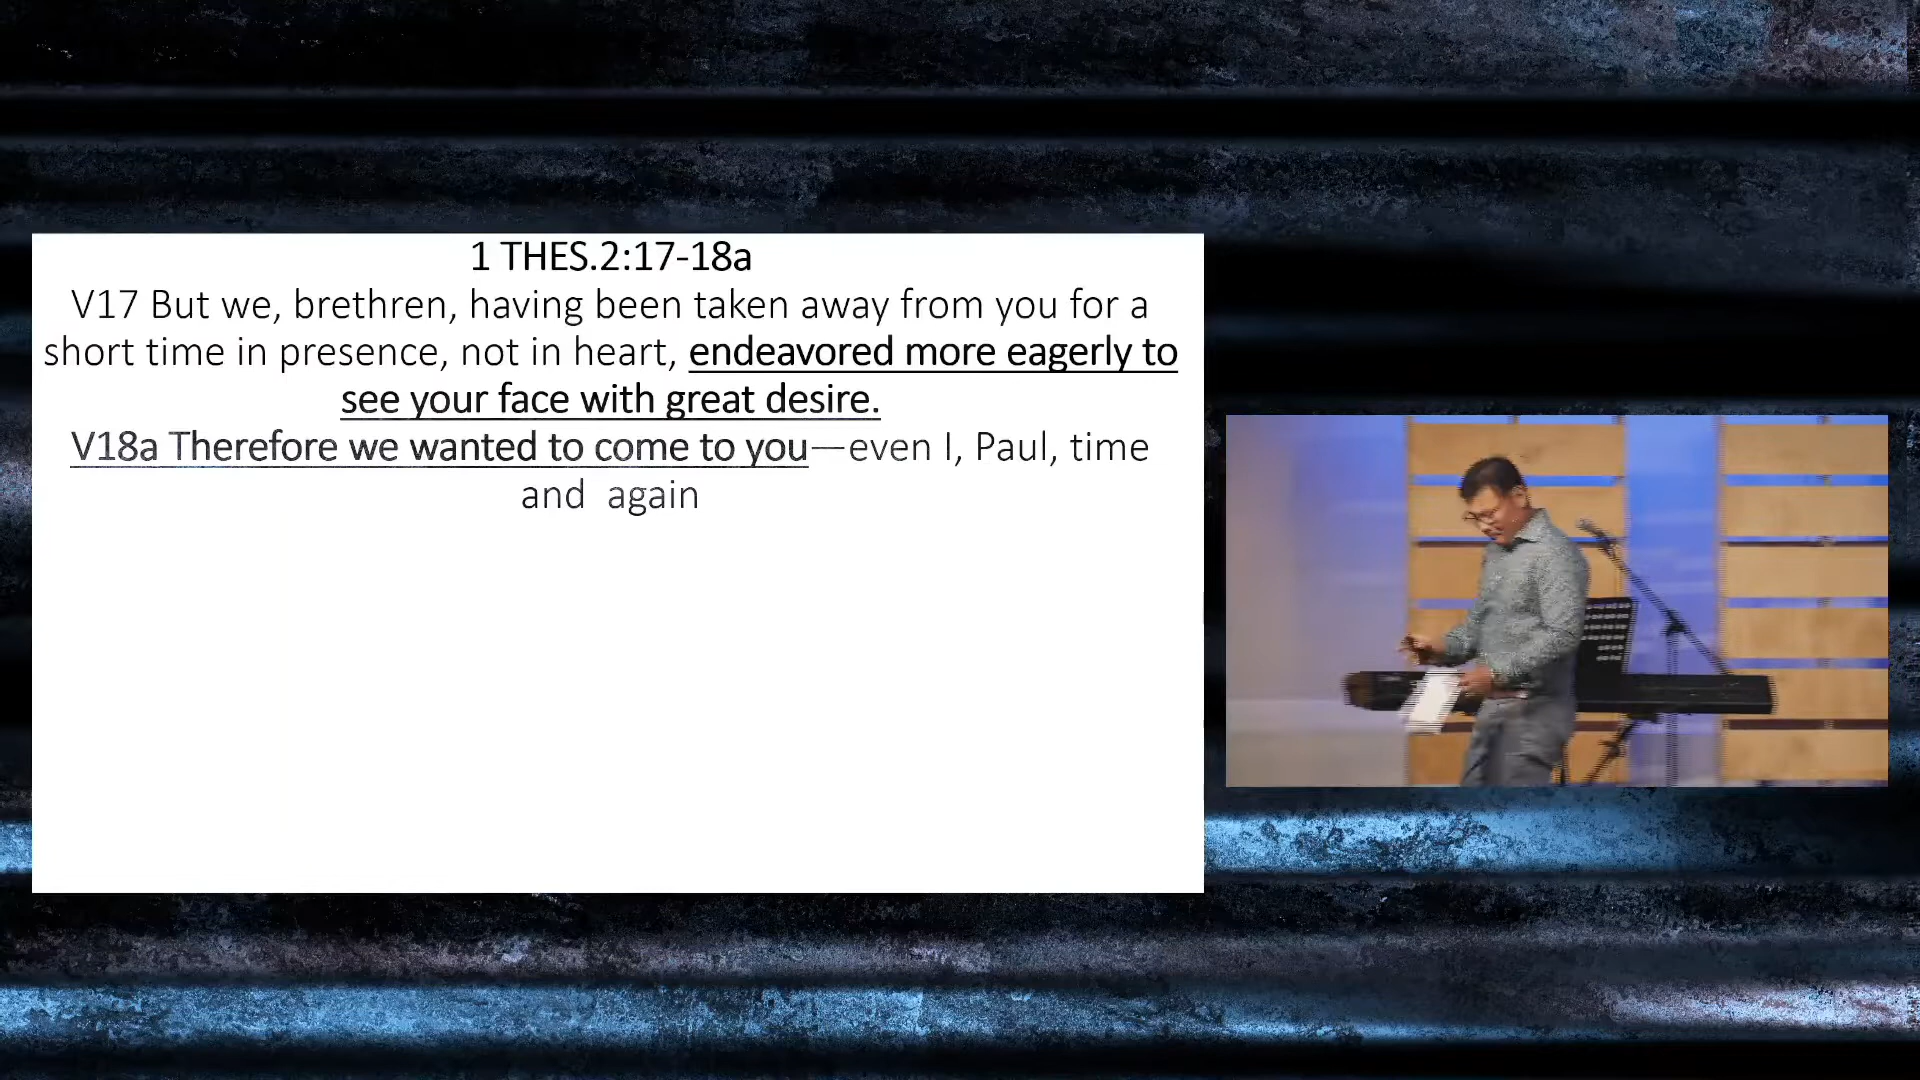 1 THES.2:17-18a
V17 But we, brethren, having been taken away from you for a
short time in presence, not in heart, endeavored more eagerly to
see your face with great desire.
V18a Therefore we wanted to come to you—even I, Paul, time
and  again